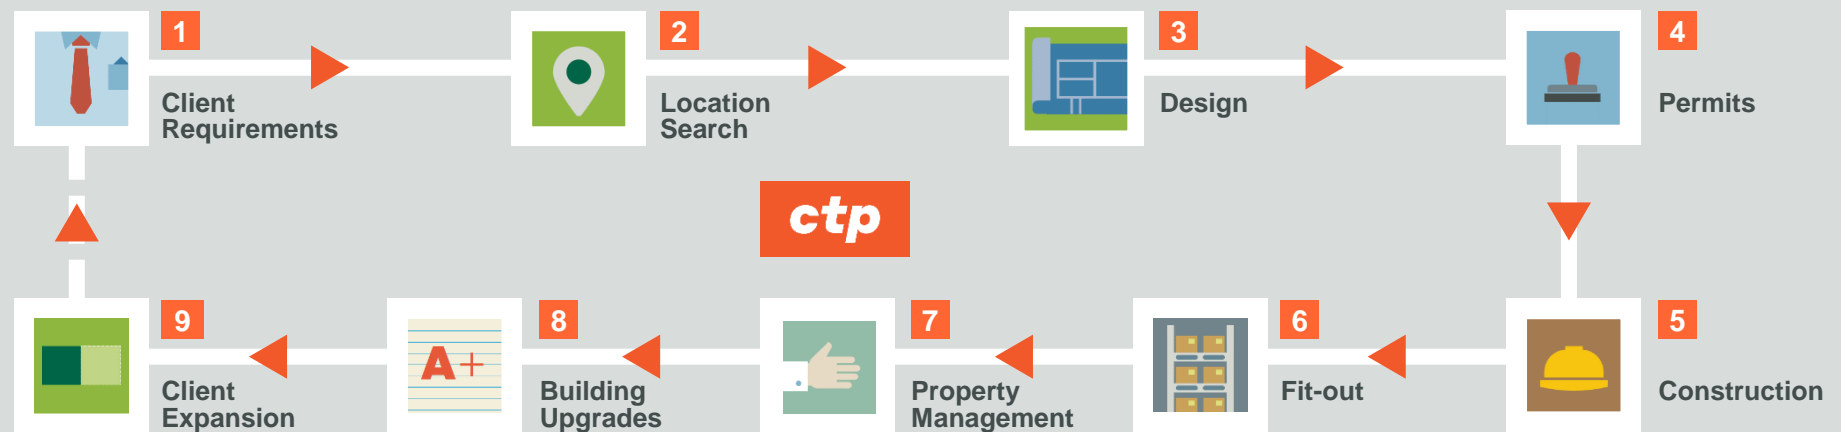 1
Client
Requirements
2
Location
Search
3
Design
4
Permits
ctp
5
Construction
6
Fit-out
7
Property
Management
8
A+
Building
Upgrades
9
Client
Expansion